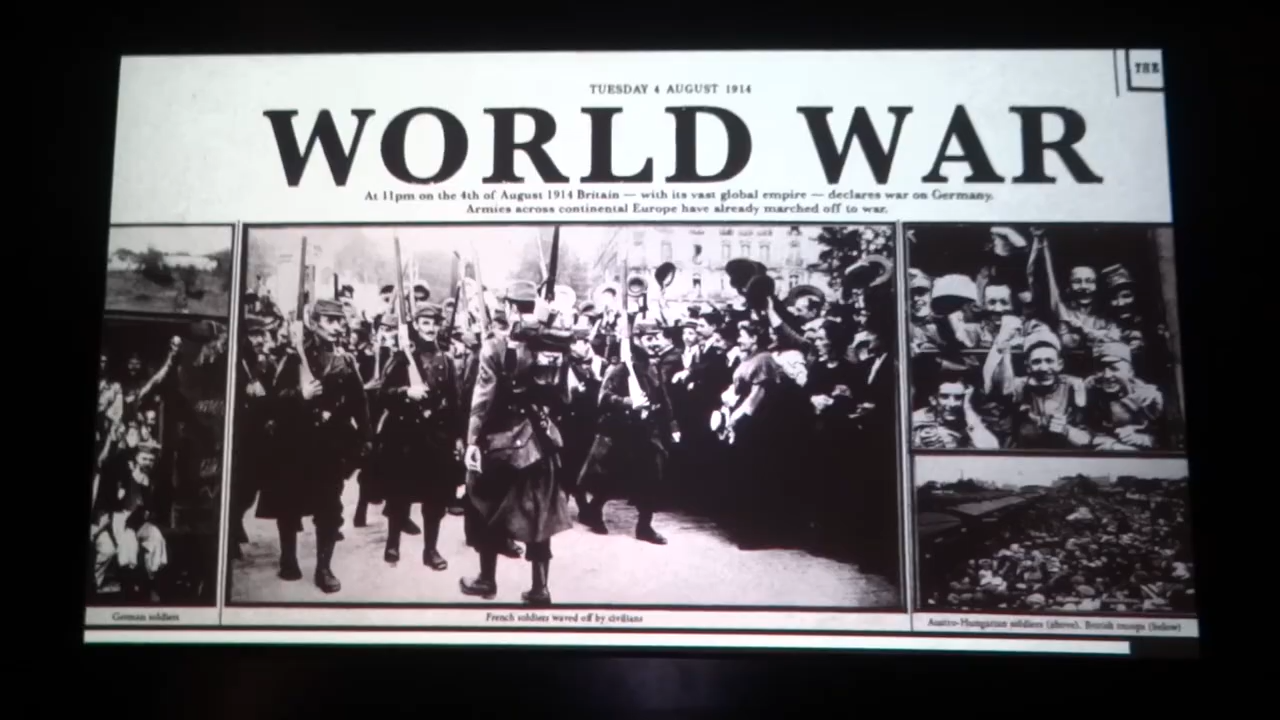 THE
TUESDAY 4 AUGUST 1914
WORLD WAR
At 11pm on the 4th of August 1914 Britain — with its vast global empire — declares war on Germany.
Armies across continental Europe have already marched off to war.
German soldiers
French soldiers waved off by civilians
Austro-Hungarian soldiers (above), British troops (below)